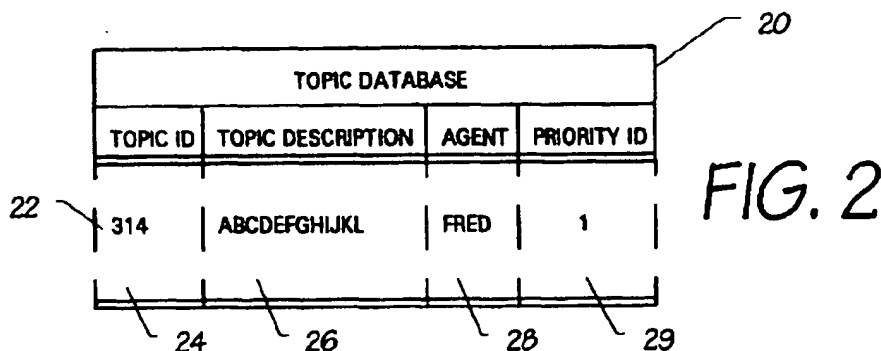 20
TOPIC DATABASE
TOPIC ID TOPIC DESCRIPTION AGENT PRIORITY ID
22 314 ABCDEFGHIJKL FRED 1
FIG. 2
24 26 28 29